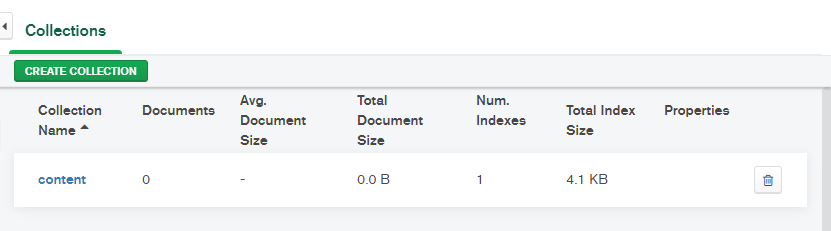 Collections
CREATE COLLECTION
Collection Name Documents Avg. Document Size Total Document Size Num. Indexes Total Index Size Properties
content 0 - 0.0 B 1 4.1 KB